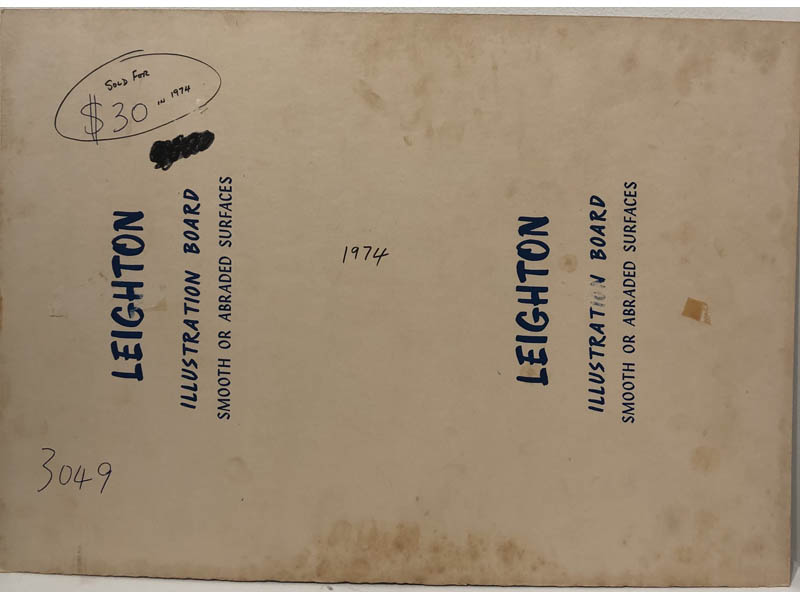 SOLD FOR
$30 IN 1974
LEIGHTON
ILLUSTRATION BOARD
SMOOTH OR ABRADED SURFACES
1974
LEIGHTON
ILLUSTRATION BOARD
SMOOTH OR ABRADED SURFACES
3049